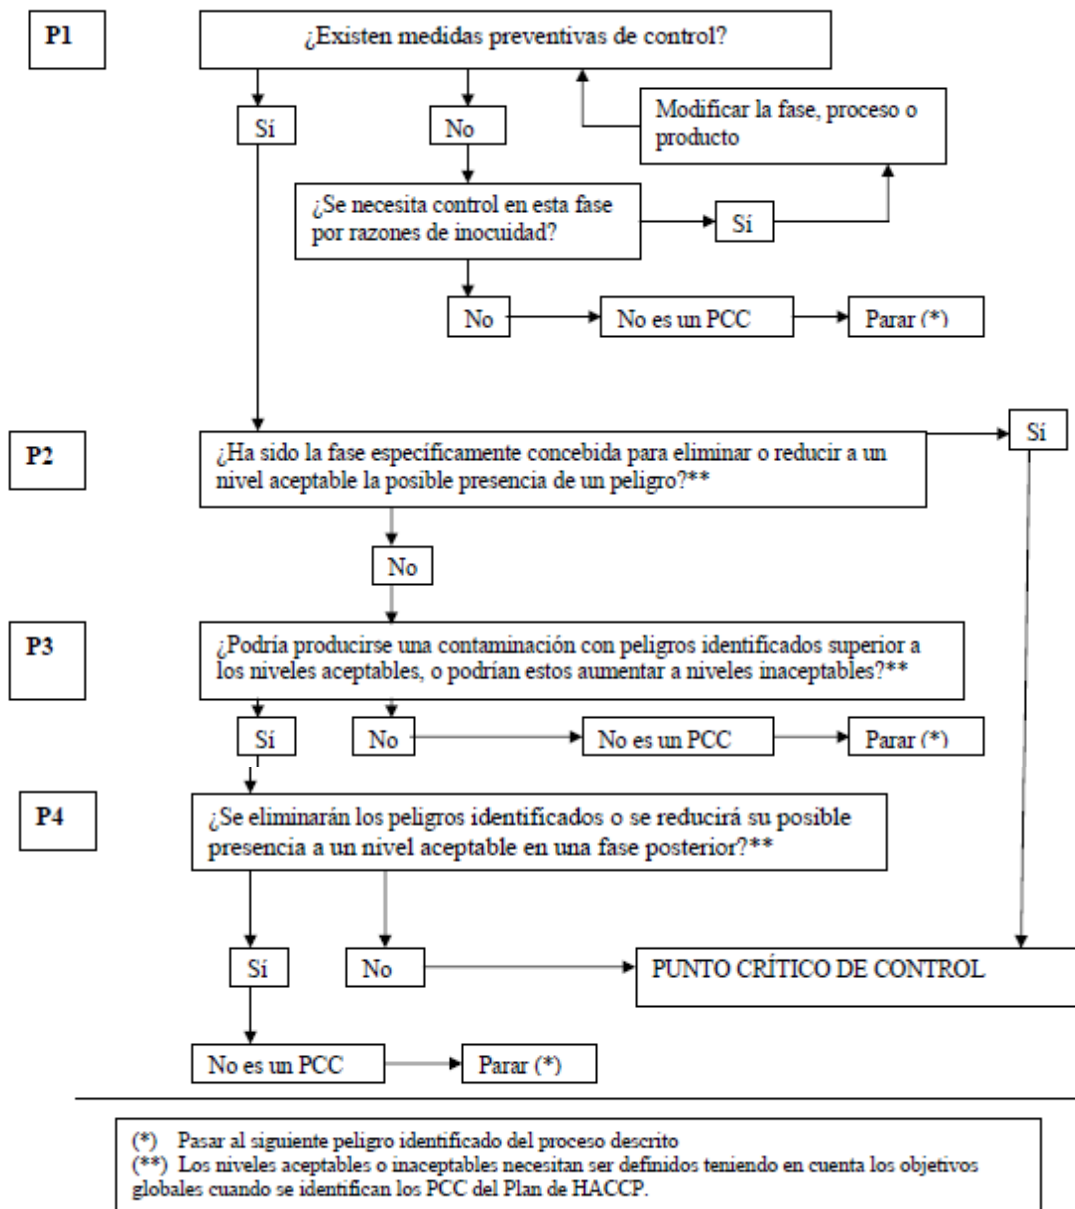 P1
¿Existen medidas preventivas de control?
Sí
No
Modificar la fase, proceso o
producto
¿Se necesita control en esta fase
por razones de inocuidad?
Sí
No
No es un PCC
Parar (*)
P2
¿Ha sido la fase específicamente concebida para eliminar o reducir a un
nivel aceptable la posible presencia de un peligro?**
Sí
No
P3
¿Podría producirse una contaminación con peligros identificados superior a
los niveles aceptables, o podrían estos aumentar a niveles inaceptables?**
Sí
No
No es un PCC
Parar (*)
P4
¿Se eliminarán los peligros identificados o se reducirá su posible
presencia a un nivel aceptable en una fase posterior?**
Sí
No
PUNTO CRÍTICO DE CONTROL
No es un PCC
Parar (*)
(*) Pasar al siguiente peligro identificado del proceso descrito
(**) Los niveles aceptables o inaceptables necesitan ser definidos teniendo en cuenta los objetivos
globales cuando se identifican los PCC del Plan de HACCP.